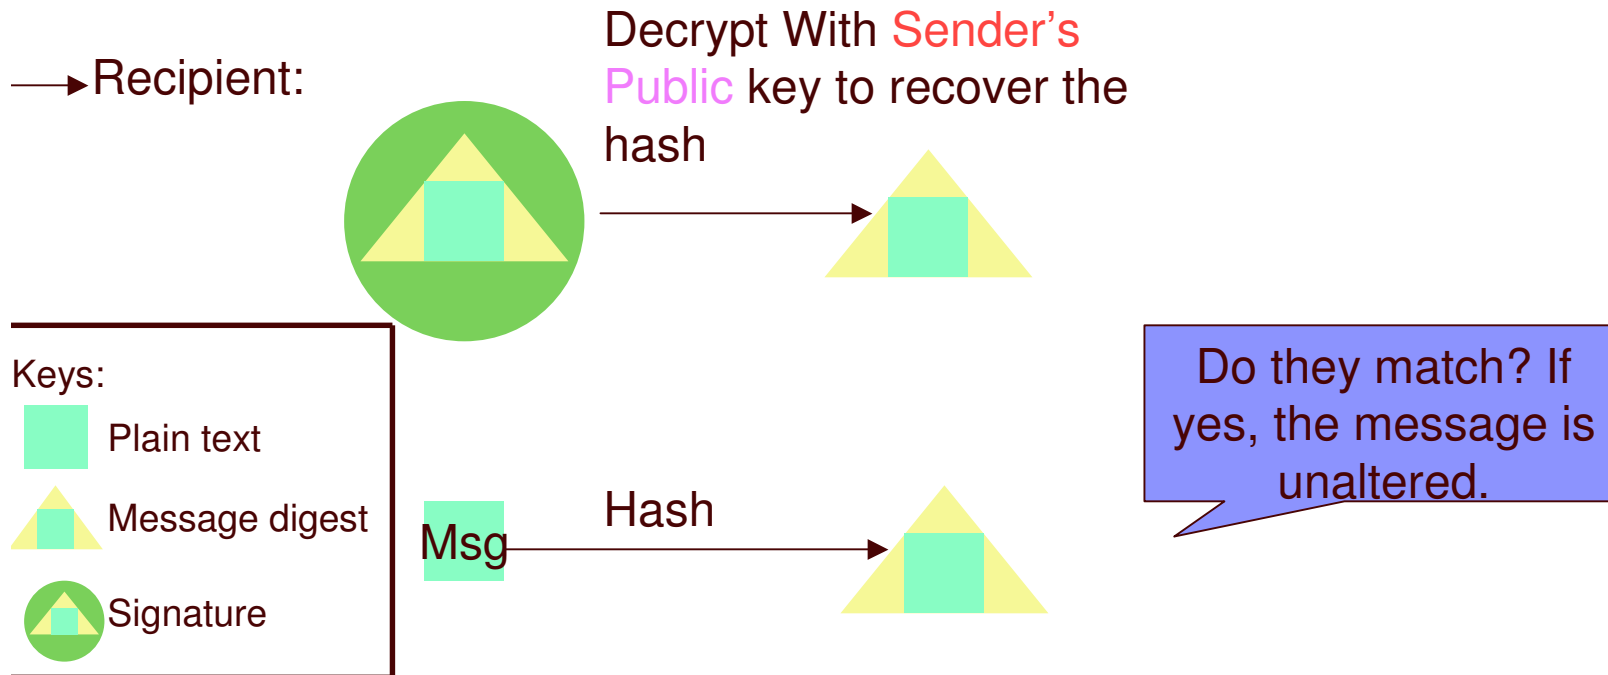 Recipient:
Decrypt With Sender’s
Public key to recover the
hash
Keys:
Plain text
Message digest
Signature
Msg
Hash
Do they match? If
yes, the message is
unaltered.